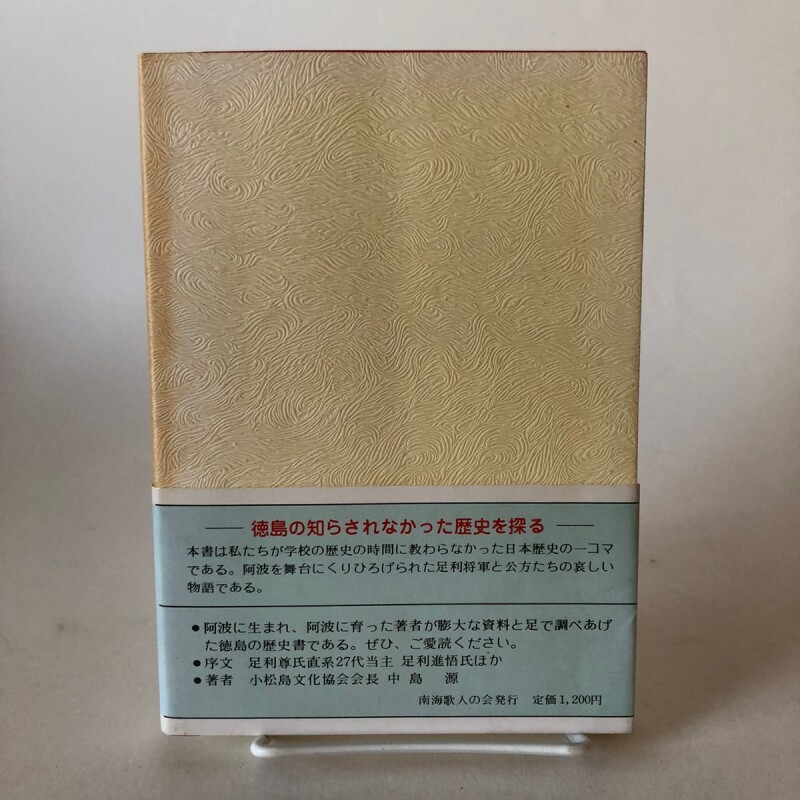 徳島の知らされなかった歴史を探る
本書は私たちが学校の歴史の時間に教わらなかった日本歴史の一コマ
である。阿波を舞台にくりひろげられた足利将軍と公方たちの哀しい
物語である。
●阿波に生まれ、阿波に育った著者が膨大な資料と足で調べあげ
た徳島の歴史書である。ぜひ、ご愛読ください。
●序文　足利尊氏直系27代当主 足利進悟氏ほか
●著者　小松島文化協会会長 中島　源
南海歌人の会発行　定価1,200円